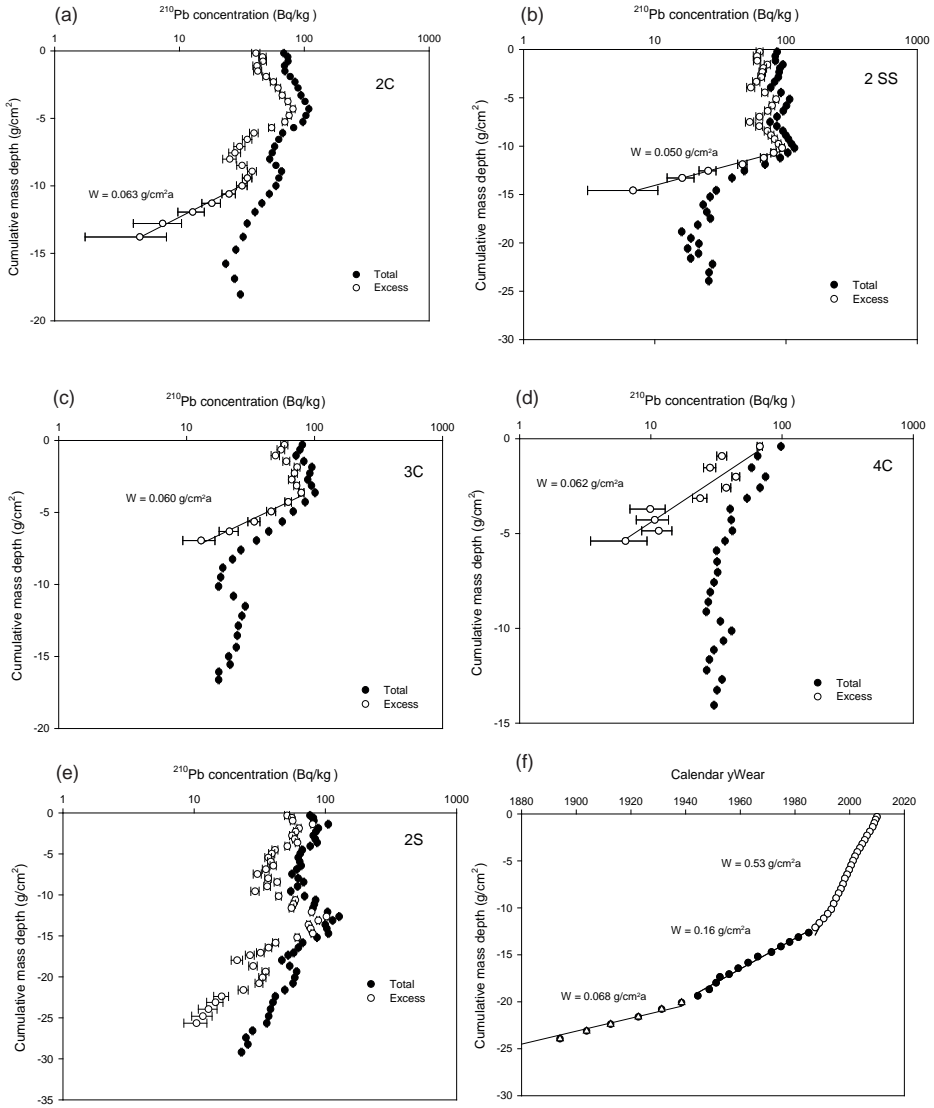 (a)
²¹⁰Pb concentration (Bq/kg)
1 10 100 1000
0
-5
-10
-15
-20
Cumulative mass depth (g/cm²)
2C
W = 0.063 g/cm²a
Total
Excess
(b)
²¹⁰Pb concentration (Bq/kg )
1 10 100 1000
0
-5
-10
-15
-20
-25
-30
Cumulative mass depth (g/cm²)
2 SS
W = 0.050 g/cm²a
Total
Excess
(c)
²¹⁰Pb concentration (Bq/kg )
1 10 100 1000
0
-5
-10
-15
-20
Cumulative mass depth (g/cm²)
3C
W = 0.060 g/cm²a
Total
Excess
(d)
²¹⁰Pb concentration (Bq/kg )
1 10 100 1000
0
-5
-10
-15
Cumulative mass depth (g/cm²)
4C
W = 0.062 g/cm²a
Total
Excess
(e)
²¹⁰Pb concentration (Bq/kg )
1 10 100 1000
0
-5
-10
-15
-20
-25
-30
-35
Cumulative mass depth (g/cm²)
2S
Total
Excess
(f)
Calendar yWear
1880 1900 1920 1940 1960 1980 2000 2020
0
-5
-10
-15
-20
-25
-30
Cumulative mass depth (g/cm²)
W = 0.53 g/cm²a
W = 0.16 g/cm²a
W = 0.068 g/cm²a